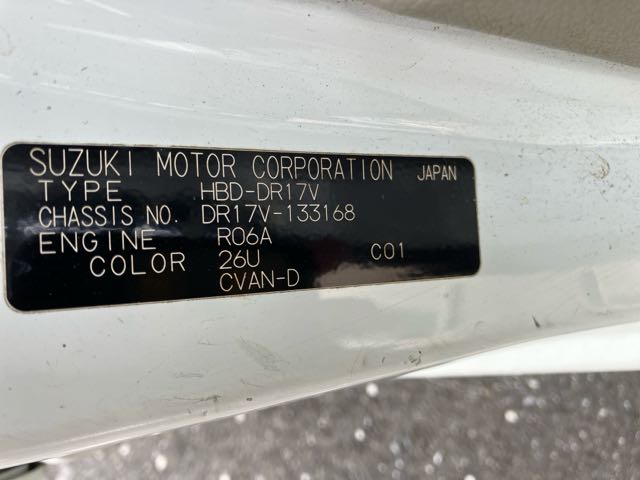 SUZUKI MOTOR CORPORATION JAPAN
TYPE HBD-DR17V
CHASSIS NO. DR17V-133168
ENGINE R06A
COLOR 26U C01
CVAN-D